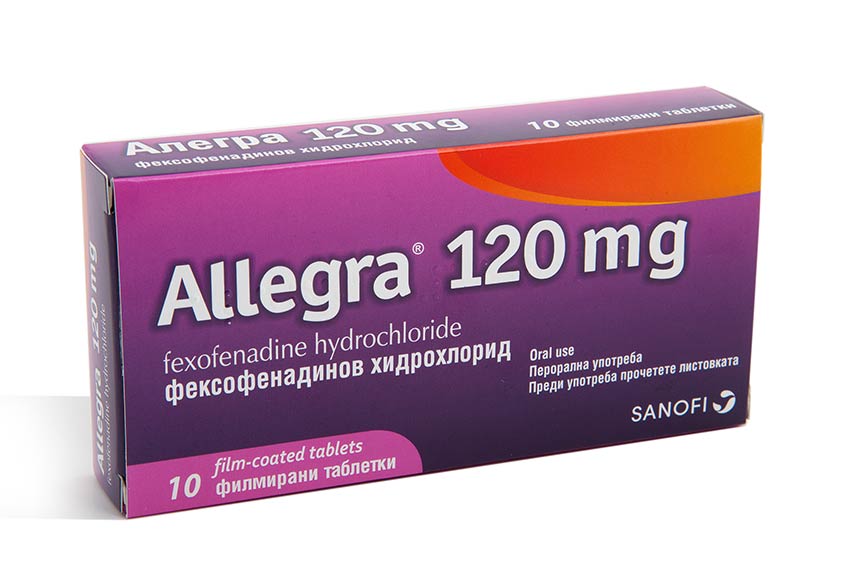 Алегра 120 mg
фексофенадинов хидрохлорид
10 филмирани таблетки
Allegra® 120 mg
fexofenadine hydrochloride
фексофенадинов хидрохлорид
Oral use
Перорална употреба
Преди употреба прочетете листовката
SANOFI
10 film-coated tablets
филмирани таблетки
Allegra 120 mg
fexofenadine hydrochloride